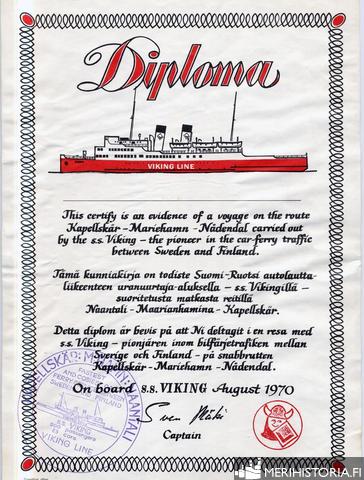 Diploma
VIKING LINE
This certify is an evidence of a voyage on the route
Kapellskär - Mariehamn - Nådendal carried out
by the s.s. Viking - the pioneer in the car-ferry traffic
between Sweden and Finland.
Tämä kunniakirja on todiste Suomi-Ruotsi autolautta-
liikenteen uranuurtaja-aluksella - s.s. Vikingillä -
suoritetusta matkasta reitillä
Naantali - Maarianhamina - Kapellskär.
Detta diplom är bevis på att Ni deltagit i en resa med
s.s. Viking - pionjären inom bilfärjetrafiken mellan
Sverige och Finland - på snabbrutten
Kapellskär - Mariehamn - Nådendal.
On board s.s. VIKING August 1970
Captain
VIKING LINE
MERIHISTORIA.FI